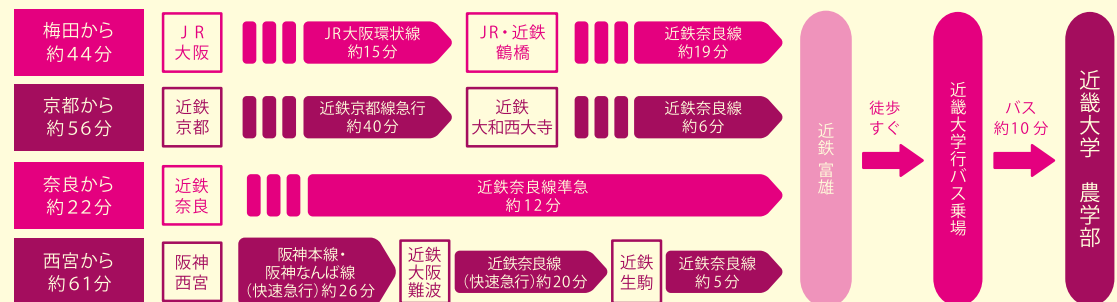 梅田から
約44分
JR
大阪
JR大阪環状線
約15分
JR・近鉄
鶴橋
近鉄奈良線
約19分
京都から
約56分
近鉄
京都
近鉄京都線急行
約40分
近鉄
大和西大寺
近鉄奈良線
約6分
奈良から
約22分
近鉄
奈良
近鉄奈良線準急
約12分
西宮から
約61分
阪神
西宮
阪神本線・
阪神なんば線
(快速急行)約26分
近鉄
大阪
難波
近鉄奈良線
(快速急行)約20分
近鉄
生駒
近鉄奈良線
約5分
近鉄 富雄
徒歩
すぐ
近畿大学行バス乗場
バス
約10分
近畿大学 農学部